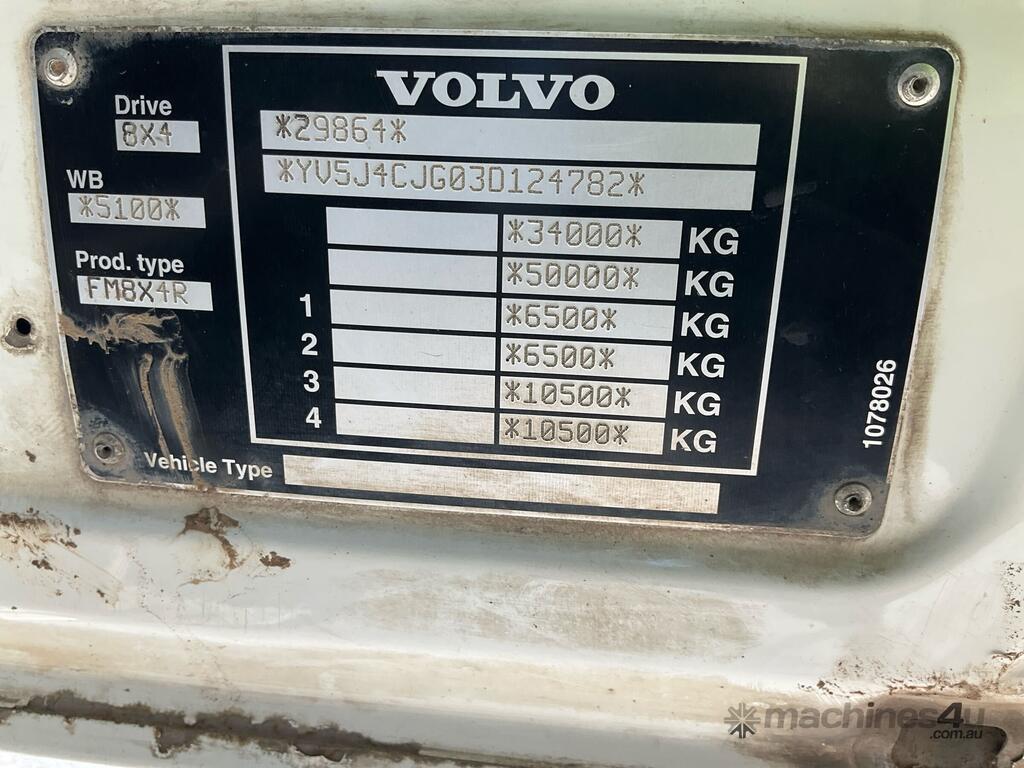 VOLVO
Drive
8X4
*29864*
*YV5J4CJG03D124782*
WB
*5100*
Prod. type
FM8X4R
*34000* KG
*50000* KG
1 *6500* KG
2 *6500* KG
3 *10500* KG
4 *10500* KG
Vehicle Type
1078026
machines4u
.com.au